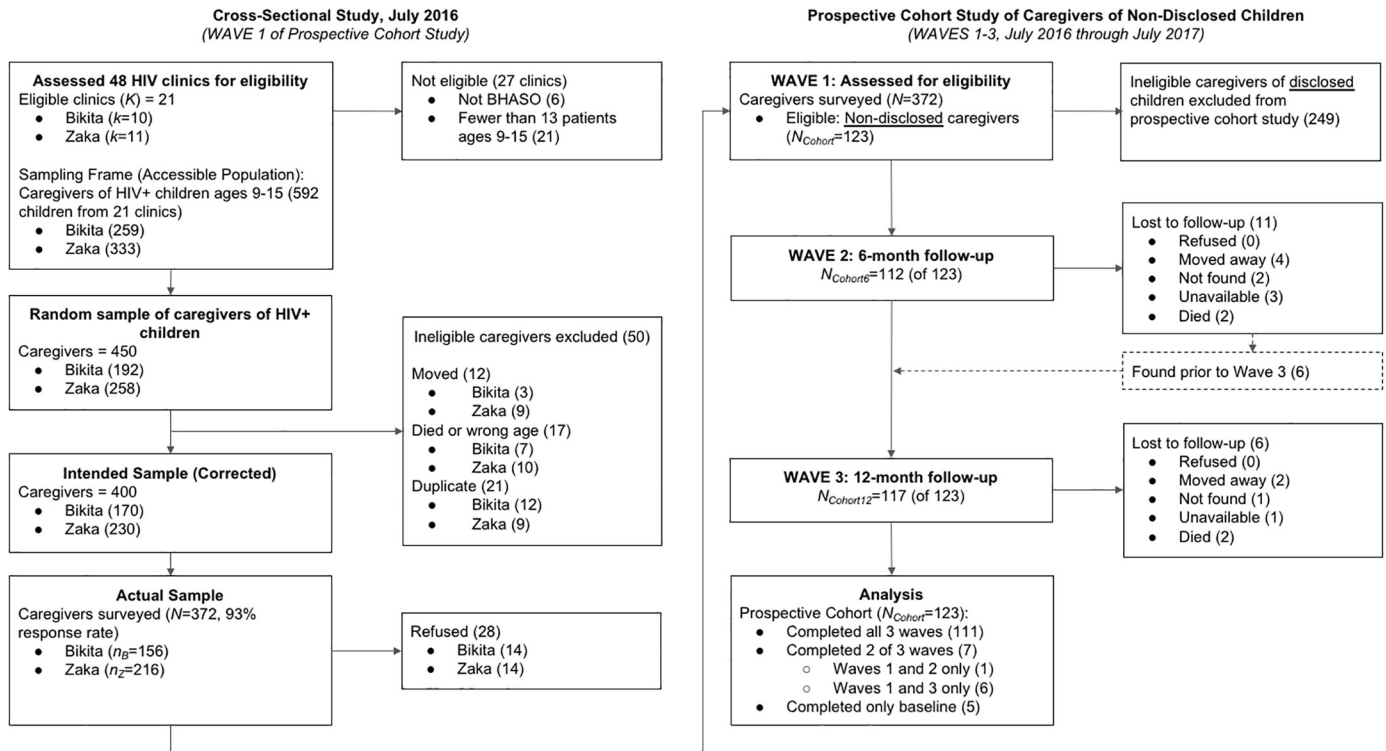 Cross-Sectional Study, July 2016
(WAVE 1 of Prospective Cohort Study)
Assessed 48 HIV clinics for eligibility
Eligible clinics (K) = 21
● Bikita (k=10)
● Zaka (k=11)
Sampling Frame (Accessible Population):
Caregivers of HIV+ children ages 9-15 (592
children from 21 clinics)
● Bikita (259)
● Zaka (333)
Not eligible (27 clinics)
● Not BHASO (6)
● Fewer than 13 patients
ages 9-15 (21)
Random sample of caregivers of HIV+
children
Caregivers = 450
● Bikita (192)
● Zaka (258)
Ineligible caregivers excluded (50)
Moved (12)
● Bikita (3)
● Zaka (9)
Died or wrong age (17)
● Bikita (7)
● Zaka (10)
Duplicate (21)
● Bikita (12)
● Zaka (9)
Intended Sample (Corrected)
Caregivers = 400
● Bikita (170)
● Zaka (230)
Actual Sample
Caregivers surveyed (N=372, 93%
response rate)
● Bikita (nB=156)
● Zaka (nZ=216)
Refused (28)
● Bikita (14)
● Zaka (14)
Prospective Cohort Study of Caregivers of Non-Disclosed Children
(WAVES 1-3, July 2016 through July 2017)
WAVE 1: Assessed for eligibility
Caregivers surveyed (N=372)
● Eligible: Non-disclosed caregivers
(NCohort=123)
Ineligible caregivers of disclosed
children excluded from
prospective cohort study (249)
WAVE 2: 6-month follow-up
NCohort6=112 (of 123)
Lost to follow-up (11)
● Refused (0)
● Moved away (4)
● Not found (2)
● Unavailable (3)
● Died (2)
Found prior to Wave 3 (6)
WAVE 3: 12-month follow-up
NCohort12=117 (of 123)
Lost to follow-up (6)
● Refused (0)
● Moved away (2)
● Not found (1)
● Unavailable (1)
● Died (2)
Analysis
Prospective Cohort (NCohort=123):
● Completed all 3 waves (111)
● Completed 2 of 3 waves (7)
○ Waves 1 and 2 only (1)
○ Waves 1 and 3 only (6)
● Completed only baseline (5)